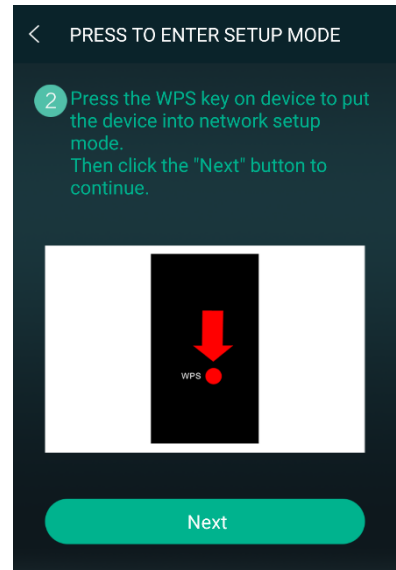 PRESS TO ENTER SETUP MODE
2 Press the WPS key on device to put
the device into network setup
mode.
Then click the "Next" button to
continue.
WPS
Next